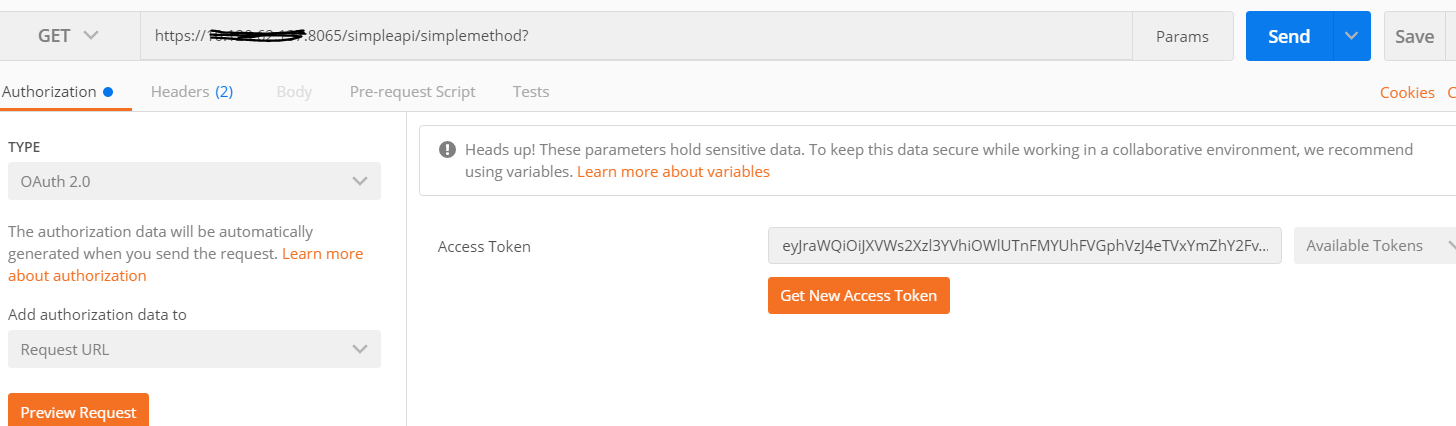 GET
https:// :8065/simpleapi/simplemethod?
Params
Send
Save
Authorization
Headers (2)
Body
Pre-request Script
Tests
Cookies
TYPE
OAuth 2.0
The authorization data will be automatically
generated when you send the request. Learn more
about authorization
Add authorization data to
Request URL
Preview Request
Heads up! These parameters hold sensitive data. To keep this data secure while working in a collaborative environment, we recommend
using variables. Learn more about variables
Access Token
eyJraWQiOiJXVWs2Xzl3YVhiOWlUTnFMYUhFVGphVzJ4eTVxYmZhY2Fv...
Available Tokens
Get New Access Token